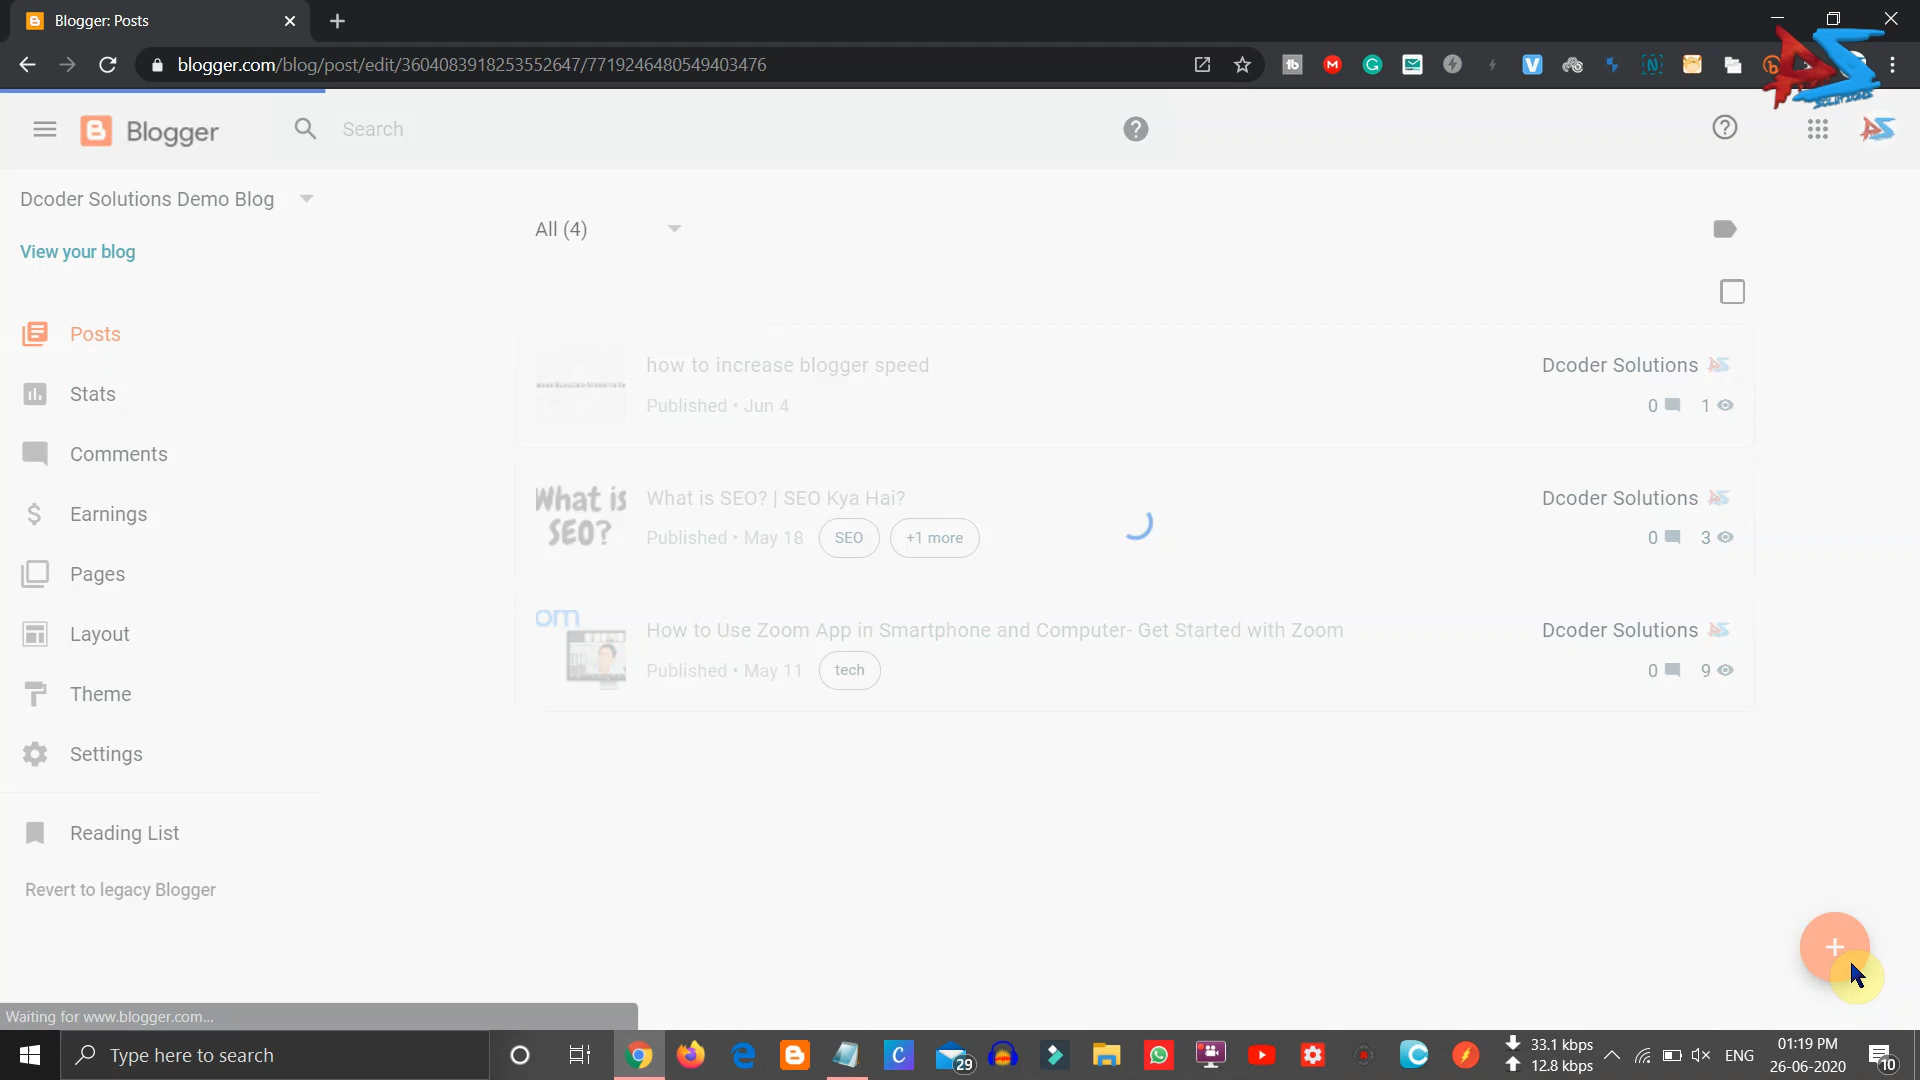 Blogger: Posts
blogger.com/blog/post/edit/3604083918253552647/7719246480549403476
SOLUTIONS
Blogger
Search
Dcoder Solutions Demo Blog
View your blog
All (4)
Posts
Stats
Comments
Earnings
Pages
Layout
Theme
Settings
Reading List
Revert to legacy Blogger
how to increase blogger speed
Published • Jun 4
Dcoder Solutions
0
1
What is SEO?
What is SEO? | SEO Kya Hai?
Published • May 18
SEO
+1 more
Dcoder Solutions
0
3
om
How to Use Zoom App in Smartphone and Computer- Get Started with Zoom
Published • May 11
tech
Dcoder Solutions
0
9
Waiting for www.blogger.com...
Type here to search
29
33.1 kbps
12.8 kbps
ENG
01:19 PM
26-06-2020
10